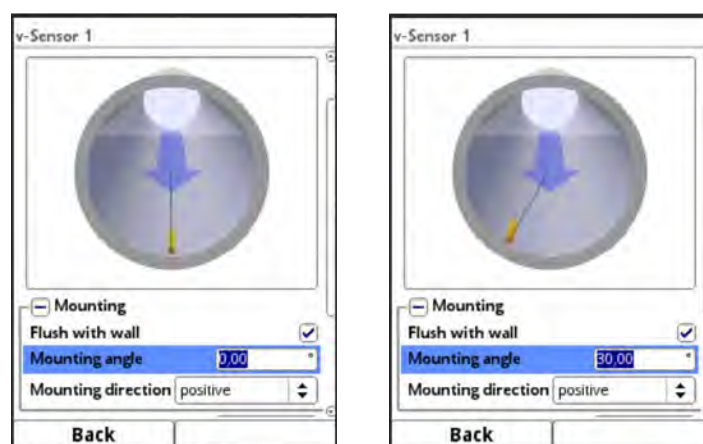 v-Sensor 1
Mounting
Flush with wall
Mounting angle 0,00 °
Mounting direction positive
Back
v-Sensor 1
Mounting
Flush with wall
Mounting angle 30,00 °
Mounting direction positive
Back